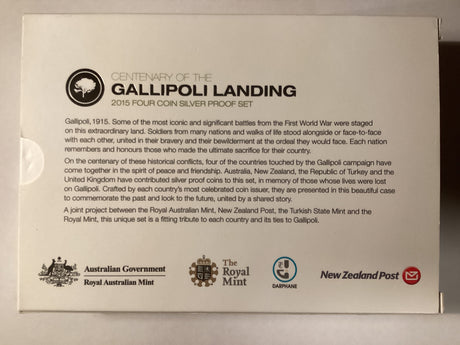 CENTENARY OF THE
GALLIPOLI LANDING
2015 FOUR COIN SILVER PROOF SET
Gallipoli, 1915. Some of the most iconic and significant battles from the First World War were staged
on this extraordinary land. Soldiers from many nations and walks of life stood alongside or face-to-face
with each other, united in their bravery and their bewilderment at the ordeal they would face. Each nation
remembers and honours those who made the ultimate sacrifice for their country.
On the centenary of these historical conflicts, four of the countries touched by the Gallipoli campaign have
come together in the spirit of peace and friendship. Australia, New Zealand, the Republic of Turkey and the
United Kingdom have contributed silver proof coins to this set, in memory of those whose lives were lost
on Gallipoli. Crafted by each country's most celebrated coin issuer, they are presented in this beautiful case
to commemorate the past and look to the future, united by a shared story.
A joint project between the Royal Australian Mint, New Zealand Post, the Turkish State Mint and the
Royal Mint, this unique set is a fitting tribute to each country and its ties to Gallipoli.
Australian Government
Royal Australian Mint
The
Royal
Mint
DARPHANE
New Zealand Post